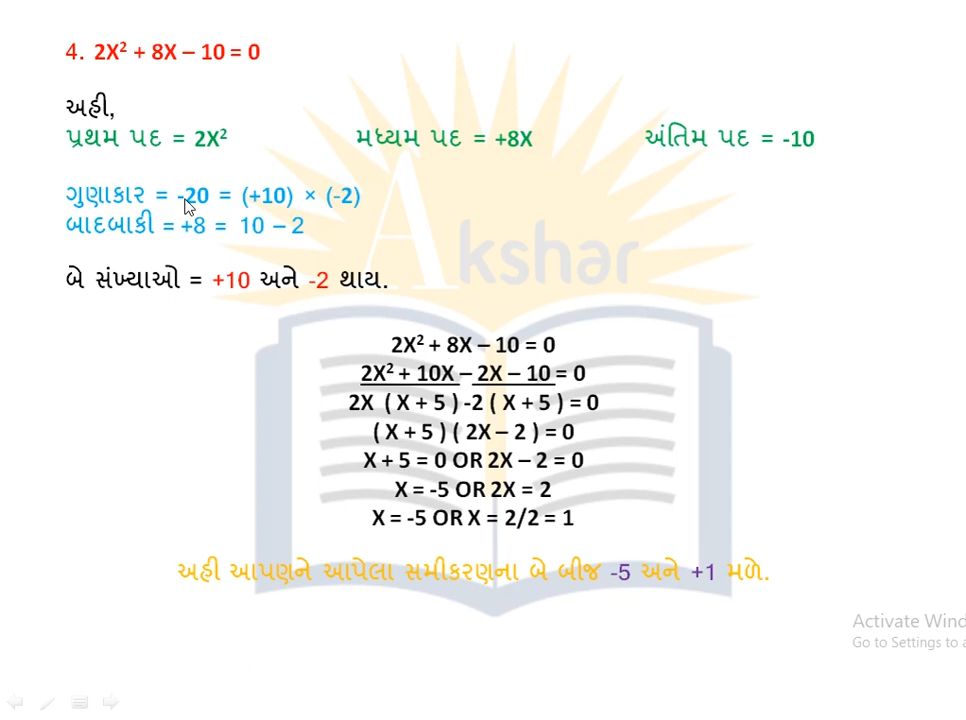 4. 2X² + 8X – 10 = 0
અહી,
પ્રથમ પદ = 2X² મધ્યમ પદ = +8X અંતિમ પદ = -10
ગુણાકાર = -20 = (+10) × (-2)
બાદબાકી = +8 = 10 – 2
Akshar
બે સંખ્યાઓ = +10 અને -2 થાય.
2X² + 8X – 10 = 0
2X² + 10X – 2X – 10 = 0
2X ( X + 5 ) -2 ( X + 5 ) = 0
( X + 5 ) ( 2X – 2 ) = 0
X + 5 = 0 OR 2X – 2 = 0
X = -5 OR 2X = 2
X = -5 OR X = 2/2 = 1
અહી આપણને આપેલા સમીકરણના બે બીજ -5 અને +1 મળે.
Activate Wind
Go to Settings to a